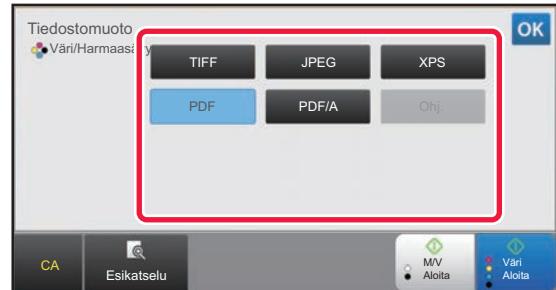 Tiedostomuoto
OK
Väri/Harmaasä y
TIFF
JPEG
XPS
PDF
PDF/A
Ohj.
CA
Esikatselu
M/V
Aloita
Väri
Aloita